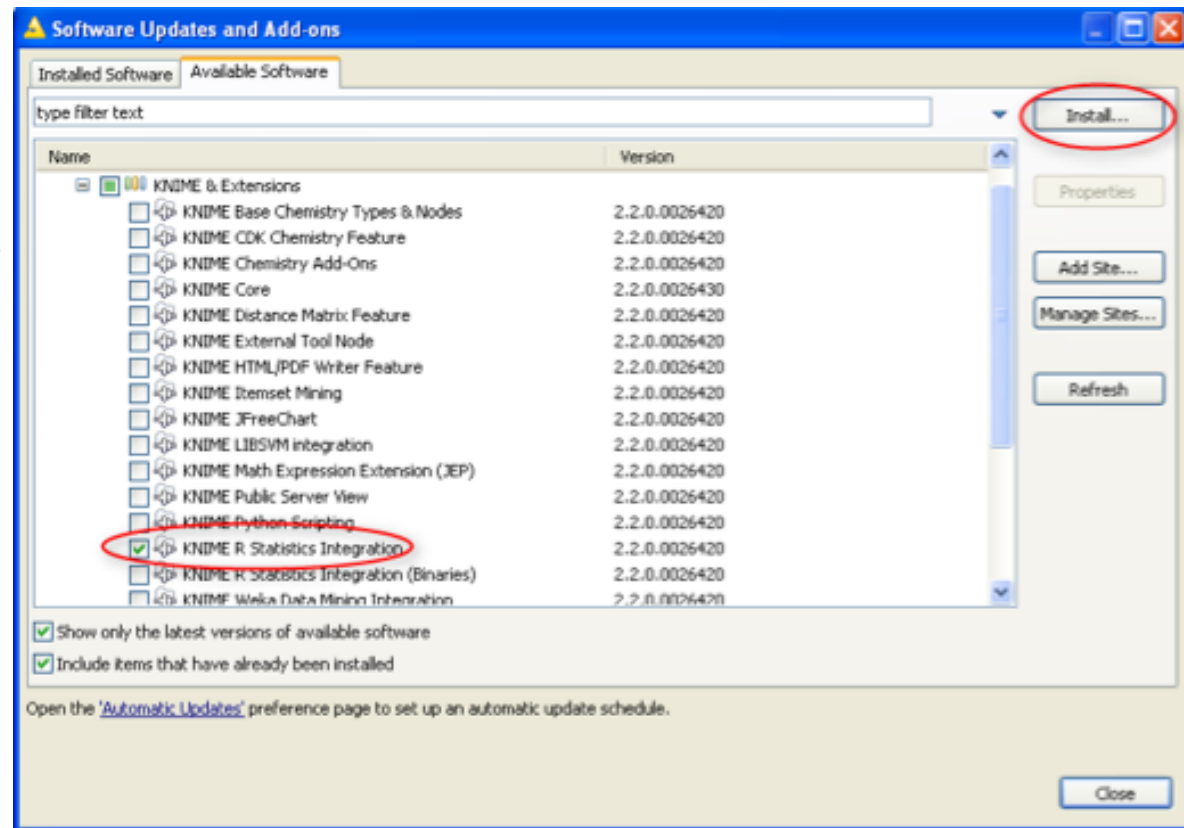 Software Updates and Add-ons
Installed Software Available Software
type filter text
Install...
Name Version
Properties
KNIME & Extensions
KNIME Base Chemistry Types & Nodes 2.2.0.0026420
KNIME CDK Chemistry Feature 2.2.0.0026420
KNIME Chemistry Add-Ons 2.2.0.0026420
Add Site...
KNIME Core 2.2.0.0026430
KNIME Distance Matrix Feature 2.2.0.0026420
Manage Sites...
KNIME External Tool Node 2.2.0.0026420
KNIME HTML/PDF Writer Feature 2.2.0.0026420
KNIME Itemset Mining 2.2.0.0026420
Refresh
KNIME JFreeChart 2.2.0.0026420
KNIME LIBSVM integration 2.2.0.0026420
KNIME Math Expression Extension (JEP) 2.2.0.0026420
KNIME Public Server View 2.2.0.0026420
KNIME Python Scripting 2.2.0.0026420
KNIME R Statistics Integration 2.2.0.0026420
KNIME R Statistics Integration (Binaries) 2.2.0.0026420
KNIME Weka Data Mining Integration 2.2.0.0026420
Show only the latest versions of available software
Include items that have already been installed
Open the 'Automatic Updates' preference page to set up an automatic update schedule.
Close